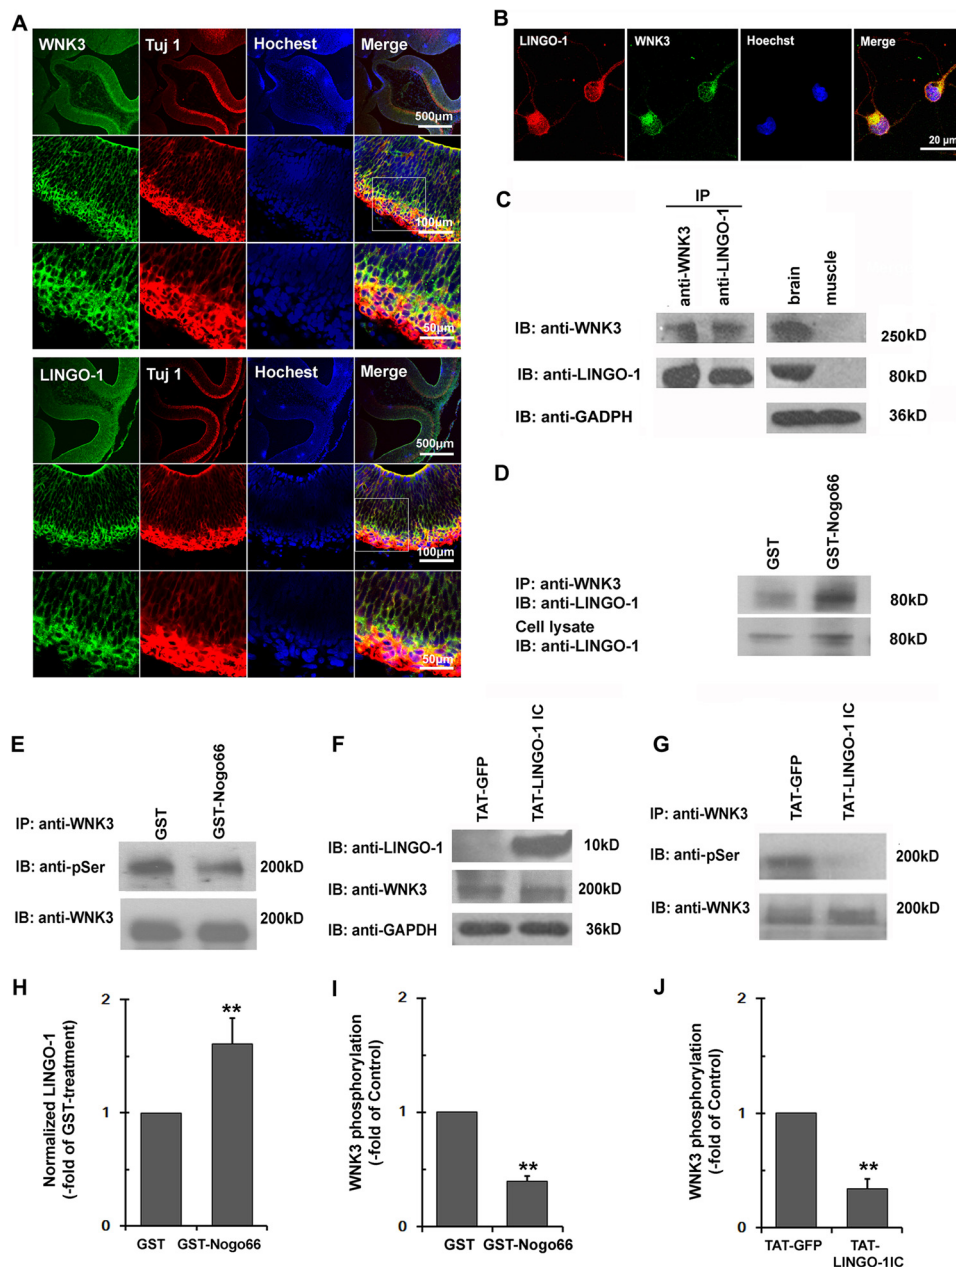 A
WNK3 Tuj 1 Hochest Merge
500µm
100µm
50µm
LINGO-1 Tuj 1 Hochest Merge
500µm
100µm
50µm
B
LINGO-1 WNK3 Hoechst Merge
20 µm
C
IP
anti-WNK3 anti-LINGO-1 brain muscle
IB: anti-WNK3 250kD
IB: anti-LINGO-1 80kD
IB: anti-GADPH 36kD
D
GST GST-Nogo66
IP: anti-WNK3
IB: anti-LINGO-1 80kD
Cell lysate
IB: anti-LINGO-1 80kD
E
GST GST-Nogo66
IP: anti-WNK3
IB: anti-pSer 200kD
IB: anti-WNK3 200kD
F
TAT-GFP TAT-LINGO-1 IC
IB: anti-LINGO-1 10kD
IB: anti-WNK3 200kD
IB: anti-GAPDH 36kD
G
TAT-GFP TAT-LINGO-1 IC
IP: anti-WNK3
IB: anti-pSer 200kD
IB: anti-WNK3 200kD
H
Normalized LINGO-1
(-fold of GST-treatment)
2
1
0
**
GST GST-Nogo66
I
WNK3 phosphorylation
(-fold of Control)
2
1
0
**
GST GST-Nogo66
J
WNK3 phosphorylation
(-fold of Control)
2
1
0
**
TAT-GFP TAT-
LINGO-1IC